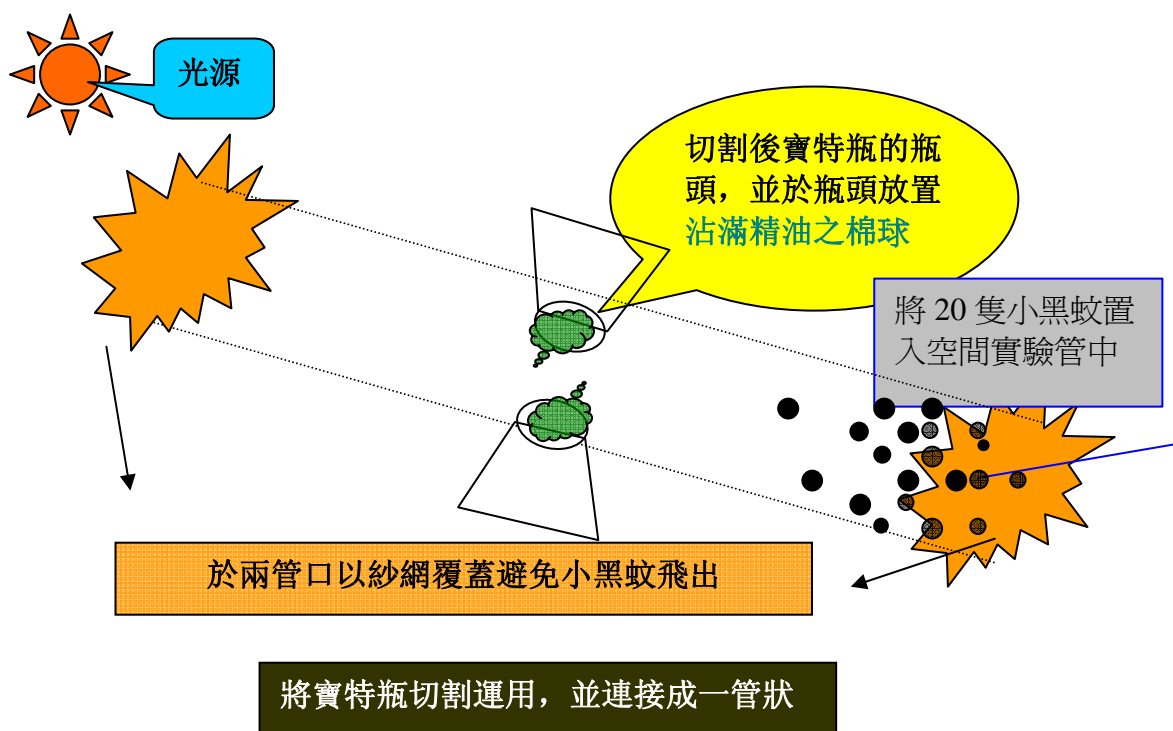 光源
切割後寶特瓶的瓶
頭，並於瓶頭放置
沾滿精油之棉球
將 20 隻小黑蚊置
入空間實驗管中
於兩管口以紗網覆蓋避免小黑蚊飛出
將寶特瓶切割運用，並連接成一管狀